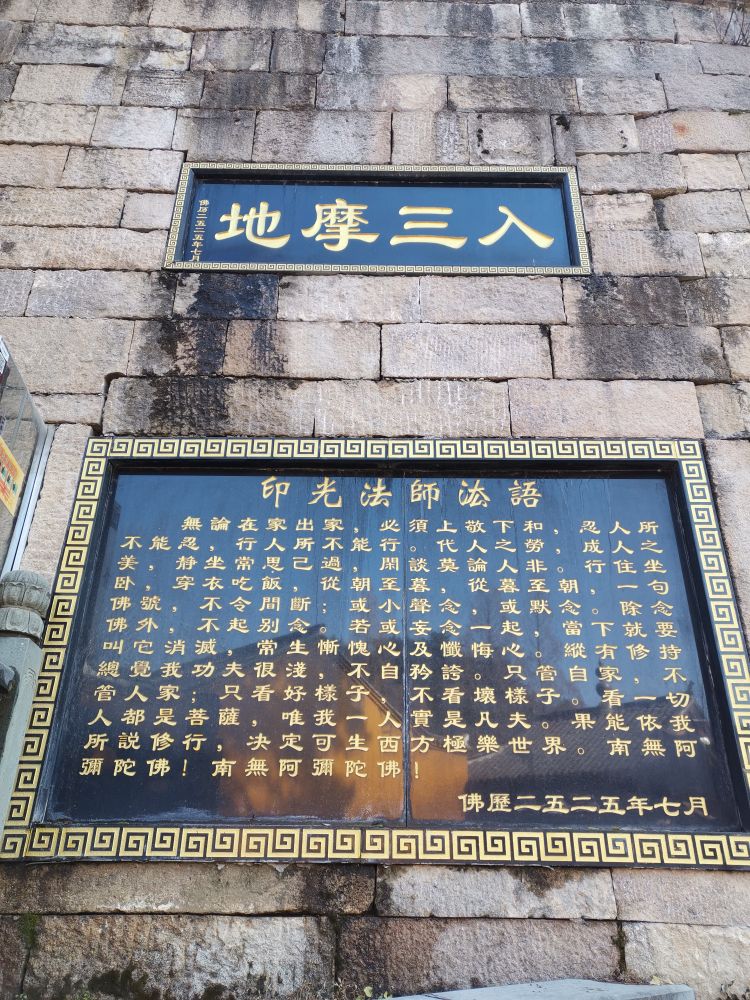 入三摩地
佛歷二五二五年七月
印光法師法語
無論在家出家，必須上敬下和，忍人所
不能忍，行人所不能行。代人之勞，成人之
美，静坐常思己過，閑談莫論人非。行住坐
卧，穿衣吃飯，從朝至暮，從暮至朝，一句
佛號，不令間斷；或小聲念，或默念。除念
佛外，不起别念。若或妄念一起，當下就要
叫它消滅，常生慚愧心及懺悔心。縱有修持
總覺我功夫很淺，不自矜誇。只管自家，不
管人家；只看好樣子不看壞樣子。看一切
人都是菩薩，唯我一人實是凡夫。果能依我
所説修行，决定可生西方極樂世界。南無阿
彌陀佛！南無阿彌陀佛！
佛歷二五二五年七月